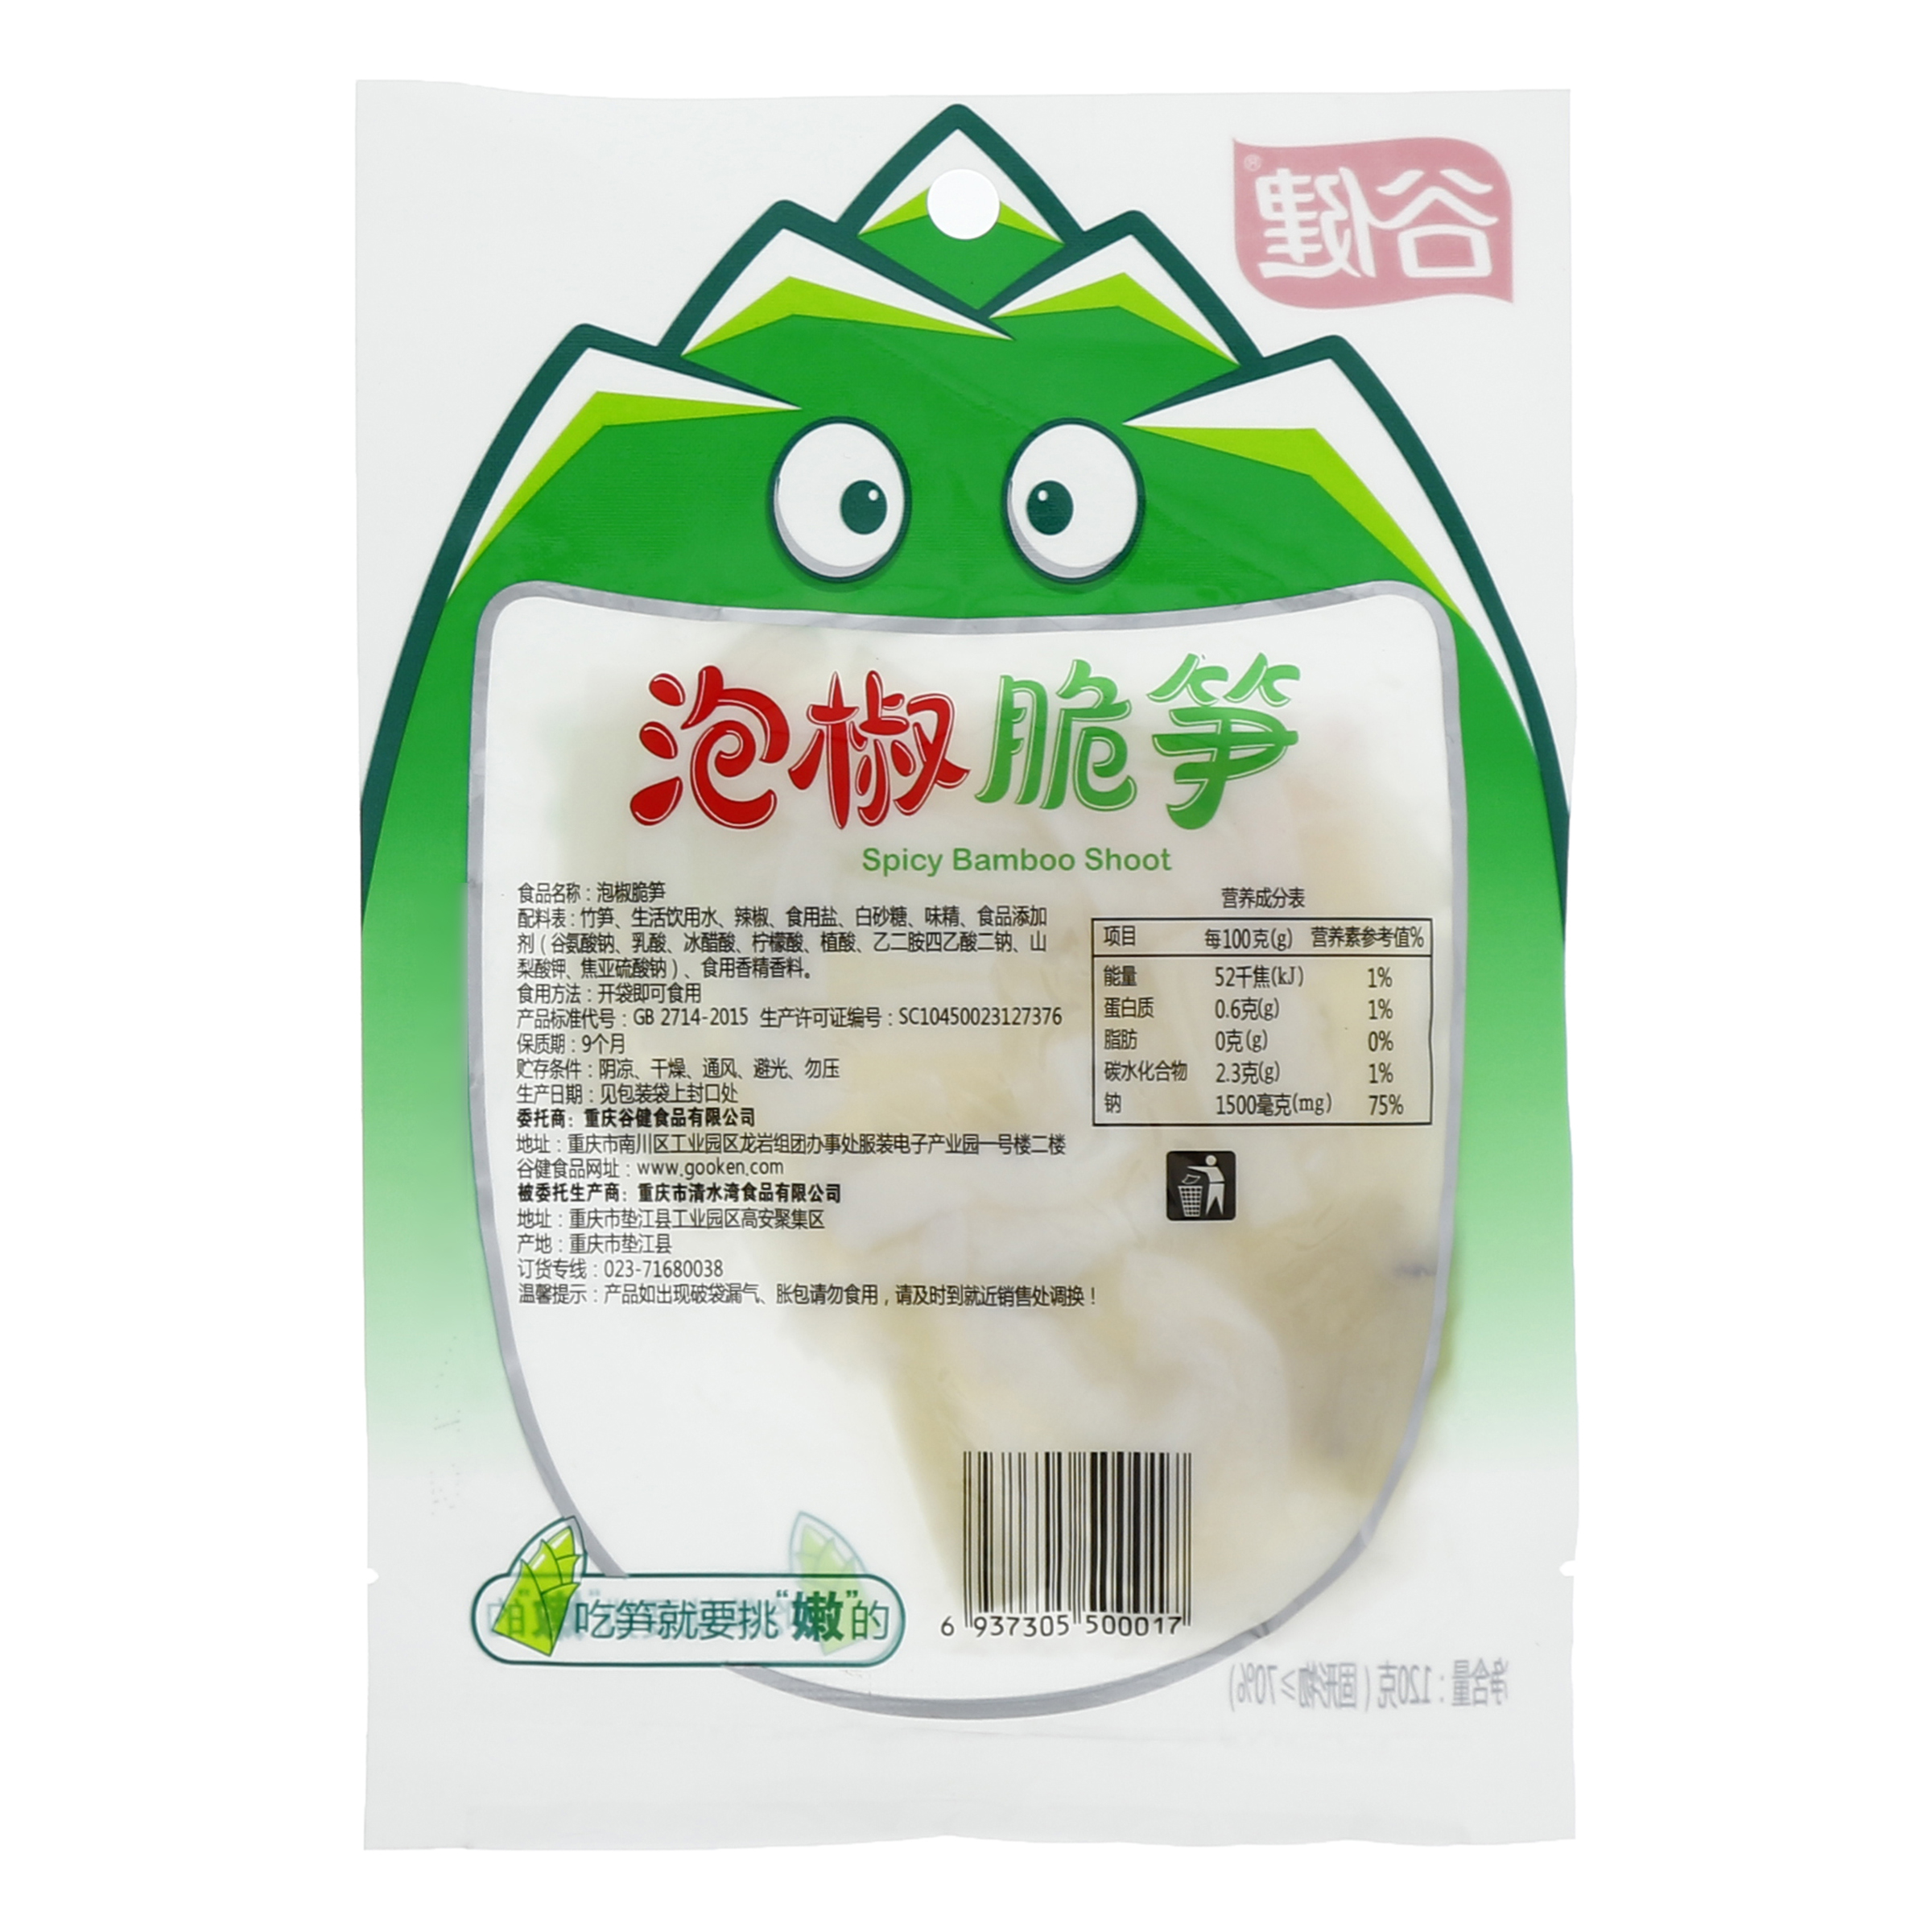 谷健®
泡椒脆笋
Spicy Bamboo Shoot
食品名称：泡椒脆笋
配料表：竹笋、生活饮用水、辣椒、食用盐、白砂糖、味精、食品添加
剂（谷氨酸钠、乳酸、冰醋酸、柠檬酸、植酸、乙二胺四乙酸二钠、山
梨酸钾、焦亚硫酸钠）、食用香精香料。
食用方法：开袋即可食用
产品标准代号：GB 2714-2015 生产许可证编号：SC10450023127376
保质期：9个月
贮存条件：阴凉、干燥、通风、避光、勿压
生产日期：见包装袋上封口处
委托商：重庆谷健食品有限公司
地址：重庆市南川区工业园区龙岩组团办事处服装电子产业园一号楼二楼
谷健食品网址：www.gooken.com
被委托生产商：重庆市清水湾食品有限公司
地址：重庆市垫江县工业园区高安聚集区
产地：重庆市垫江县
订货专线：023-71680038
温馨提示：产品如出现破袋漏气、胀包请勿食用，请及时到就近销售处调换！
营养成分表
项目 每100克(g) 营养素参考值%
能量 52千焦(kJ) 1%
蛋白质 0.6克(g) 1%
脂肪 0克(g) 0%
碳水化合物 2.3克(g) 1%
钠 1500毫克(mg) 75%
吃笋就要挑“嫩”的
6 937305 500017
净含量：120克（固形物≥70%）